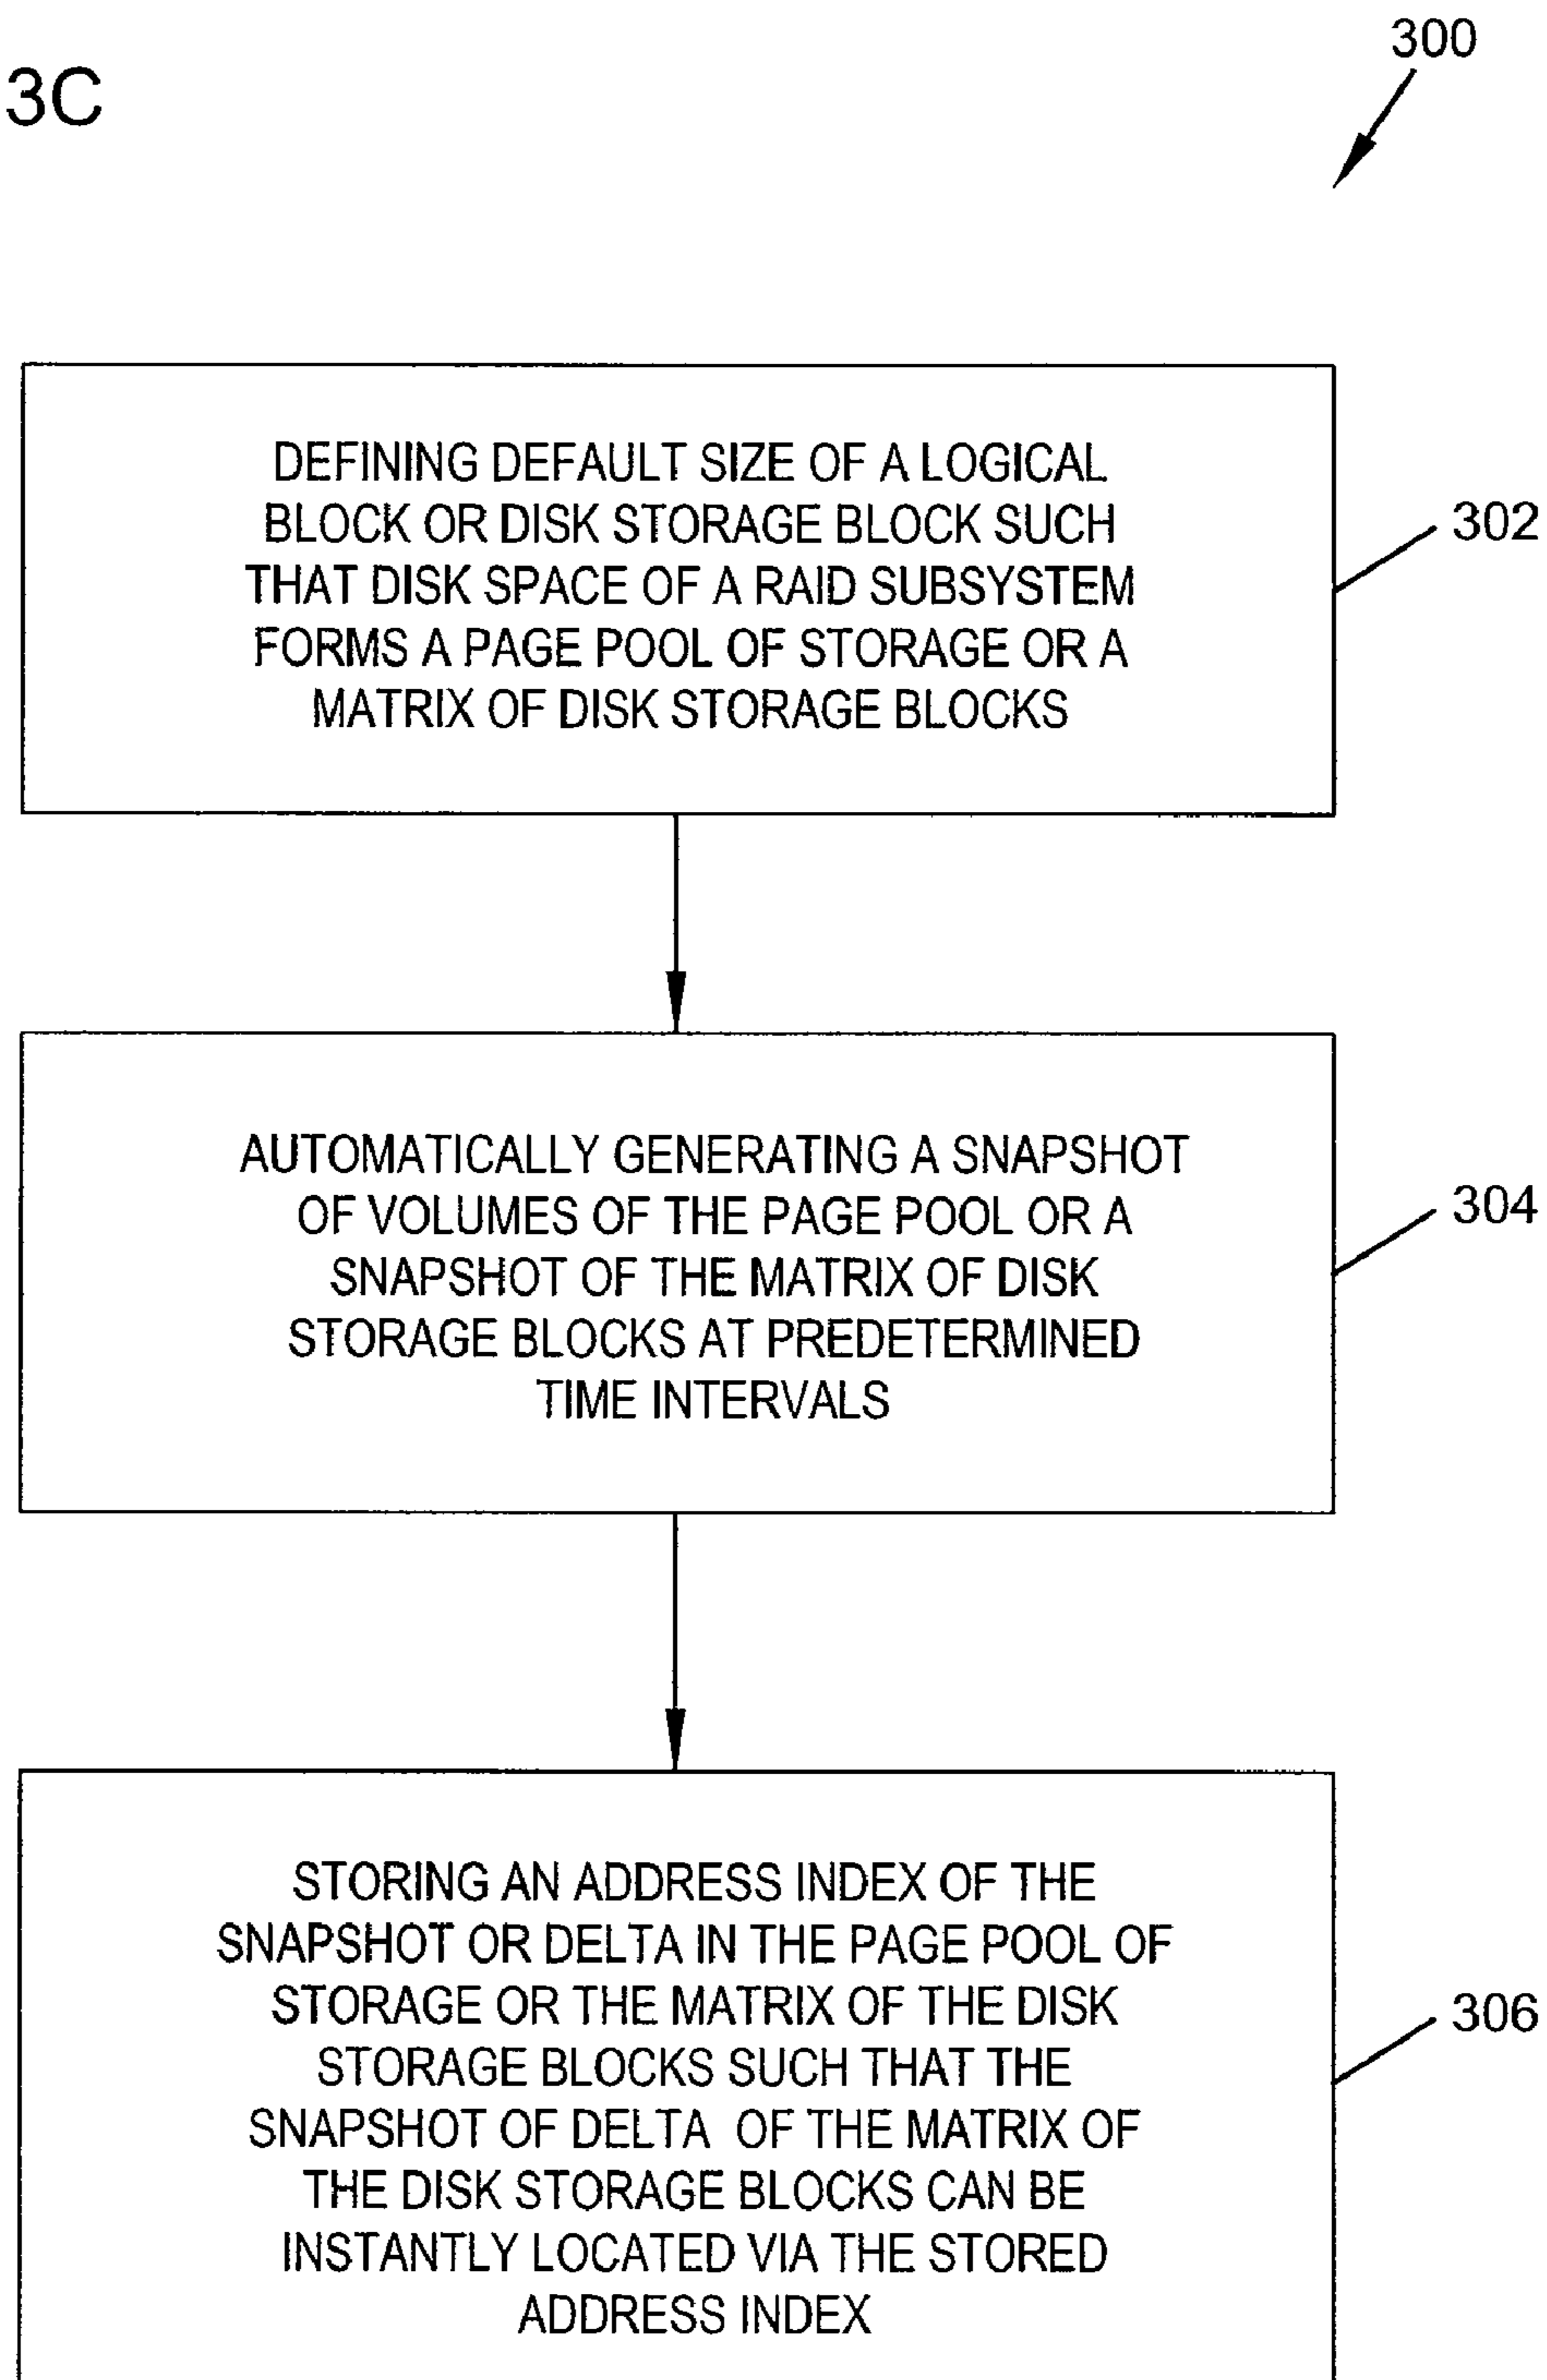 300
3C
DEFINING DEFAULT SIZE OF A LOGICAL
BLOCK OR DISK STORAGE BLOCK SUCH
THAT DISK SPACE OF A RAID SUBSYSTEM
FORMS A PAGE POOL OF STORAGE OR A
MATRIX OF DISK STORAGE BLOCKS
302
AUTOMATICALLY GENERATING A SNAPSHOT
OF VOLUMES OF THE PAGE POOL OR A
SNAPSHOT OF THE MATRIX OF DISK
STORAGE BLOCKS AT PREDETERMINED
TIME INTERVALS
304
STORING AN ADDRESS INDEX OF THE
SNAPSHOT OR DELTA IN THE PAGE POOL OF
STORAGE OR THE MATRIX OF THE DISK
STORAGE BLOCKS SUCH THAT THE
SNAPSHOT OF DELTA OF THE MATRIX OF
THE DISK STORAGE BLOCKS CAN BE
INSTANTLY LOCATED VIA THE STORED
ADDRESS INDEX
306